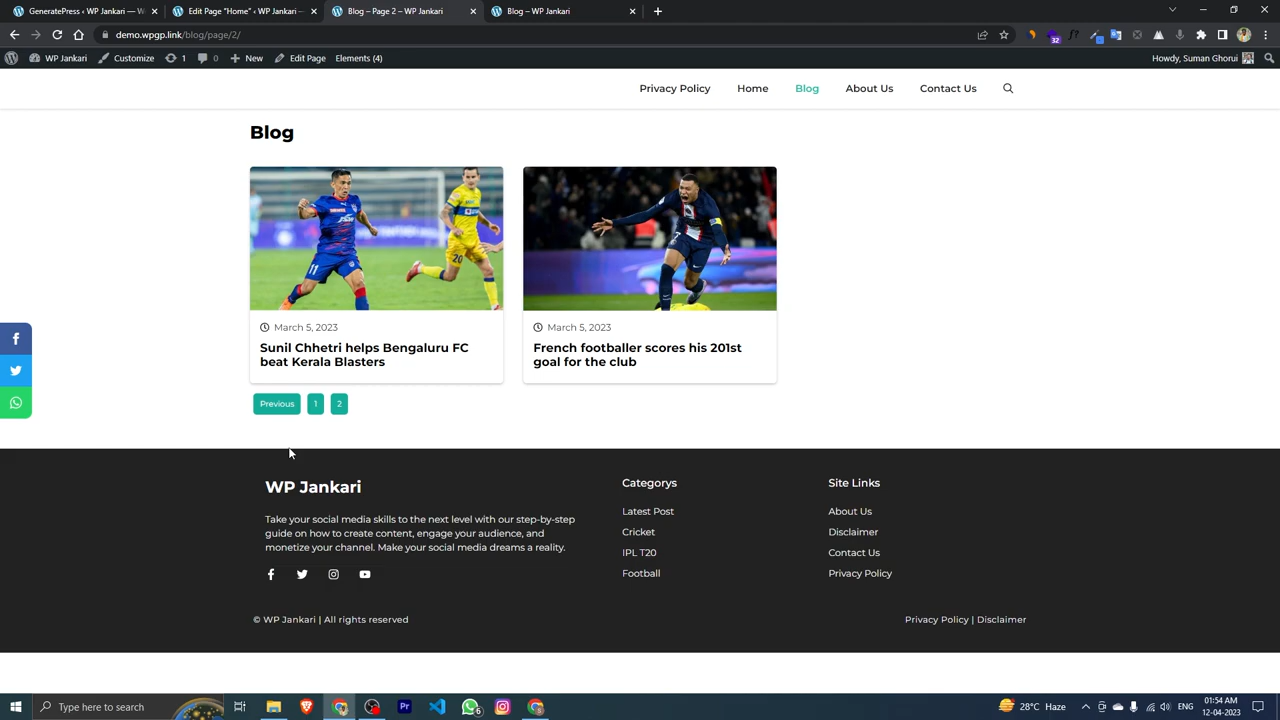 GeneratePress ‹ WP Jankari — W
Edit Page "Home" ‹ WP Jankari —
Blog – Page 2 – WP Jankari
Blog – WP Jankari
demo.wpgp.link/blog/page/2/
32
WP Jankari
Customize
1
0
New
Edit Page
Elements (4)
Howdy, Suman Ghorui
Privacy Policy
Home
Blog
About Us
Contact Us
Blog
11
20
7
March 5, 2023
Sunil Chhetri helps Bengaluru FC
beat Kerala Blasters
March 5, 2023
French footballer scores his 201st
goal for the club
Previous
1
2
WP Jankari
Take your social media skills to the next level with our step-by-step
guide on how to create content, engage your audience, and
monetize your channel. Make your social media dreams a reality.
Categorys
Latest Post
Cricket
IPL T20
Football
Site Links
About Us
Disclaimer
Contact Us
Privacy Policy
© WP Jankari | All rights reserved
Privacy Policy | Disclaimer
Type here to search
Pr
6
28°C Haze
ENG
01:54 AM
12-04-2023